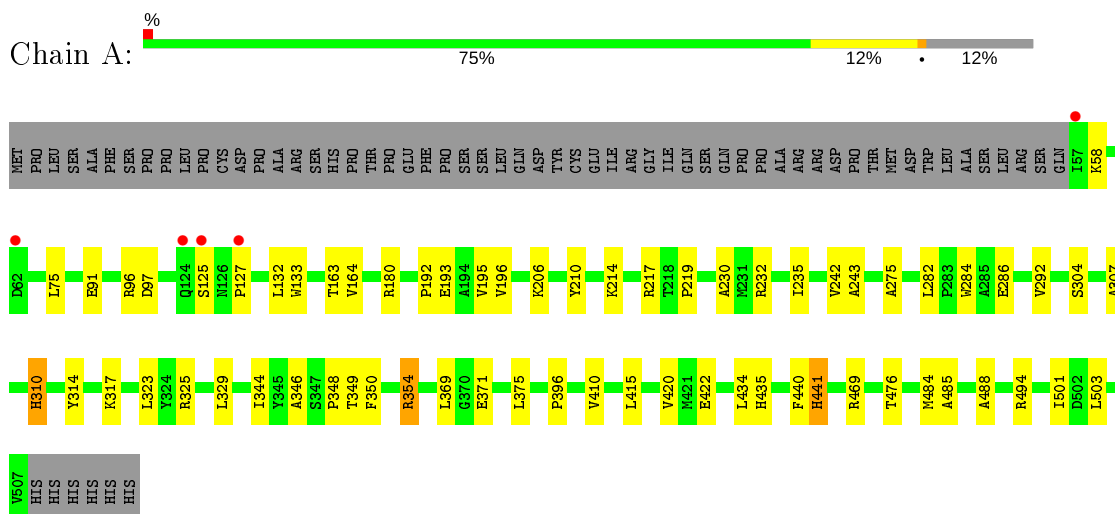 %
Chain A:
75% 12% • 12%
MET PRO LEU SER ALA PHE SER PRO PRO LEU PRO CYS ASP PRO ALA ARG SER HIS PRO THR PRO GLU PHE PRO SER SER LEU GLN ASP TYR CYS GLU ILE ARG GLY ILE GLN SER GLN PRO PRO ALA ARG ARG ASP PRO THR MET ASP TRP LEU ALA SER LEU ARG SER GLN I57 K58
D62 L75 E91 R96 D97 Q124 S125 N126 P127 L132 W133 T163 V164 R180 P192 E193 A194 V195 V196 K206 Y210 K214 R217 T218 P219 A230 M231 R232 I235 V242 A243 A275 L282 P283 W284 A285 E286 V292 S304 A307
H310 Y314 K317 L323 Y324 R325 L329 I344 Y345 A346 S347 P348 T349 F350 R354 L369 G370 E371 L375 P396 V410 L415 V420 M421 E422 L434 H435 F440 H441 R469 T476 M484 A485 A488 R494 I501 D502 L503
V507 HIS HIS HIS HIS HIS HIS